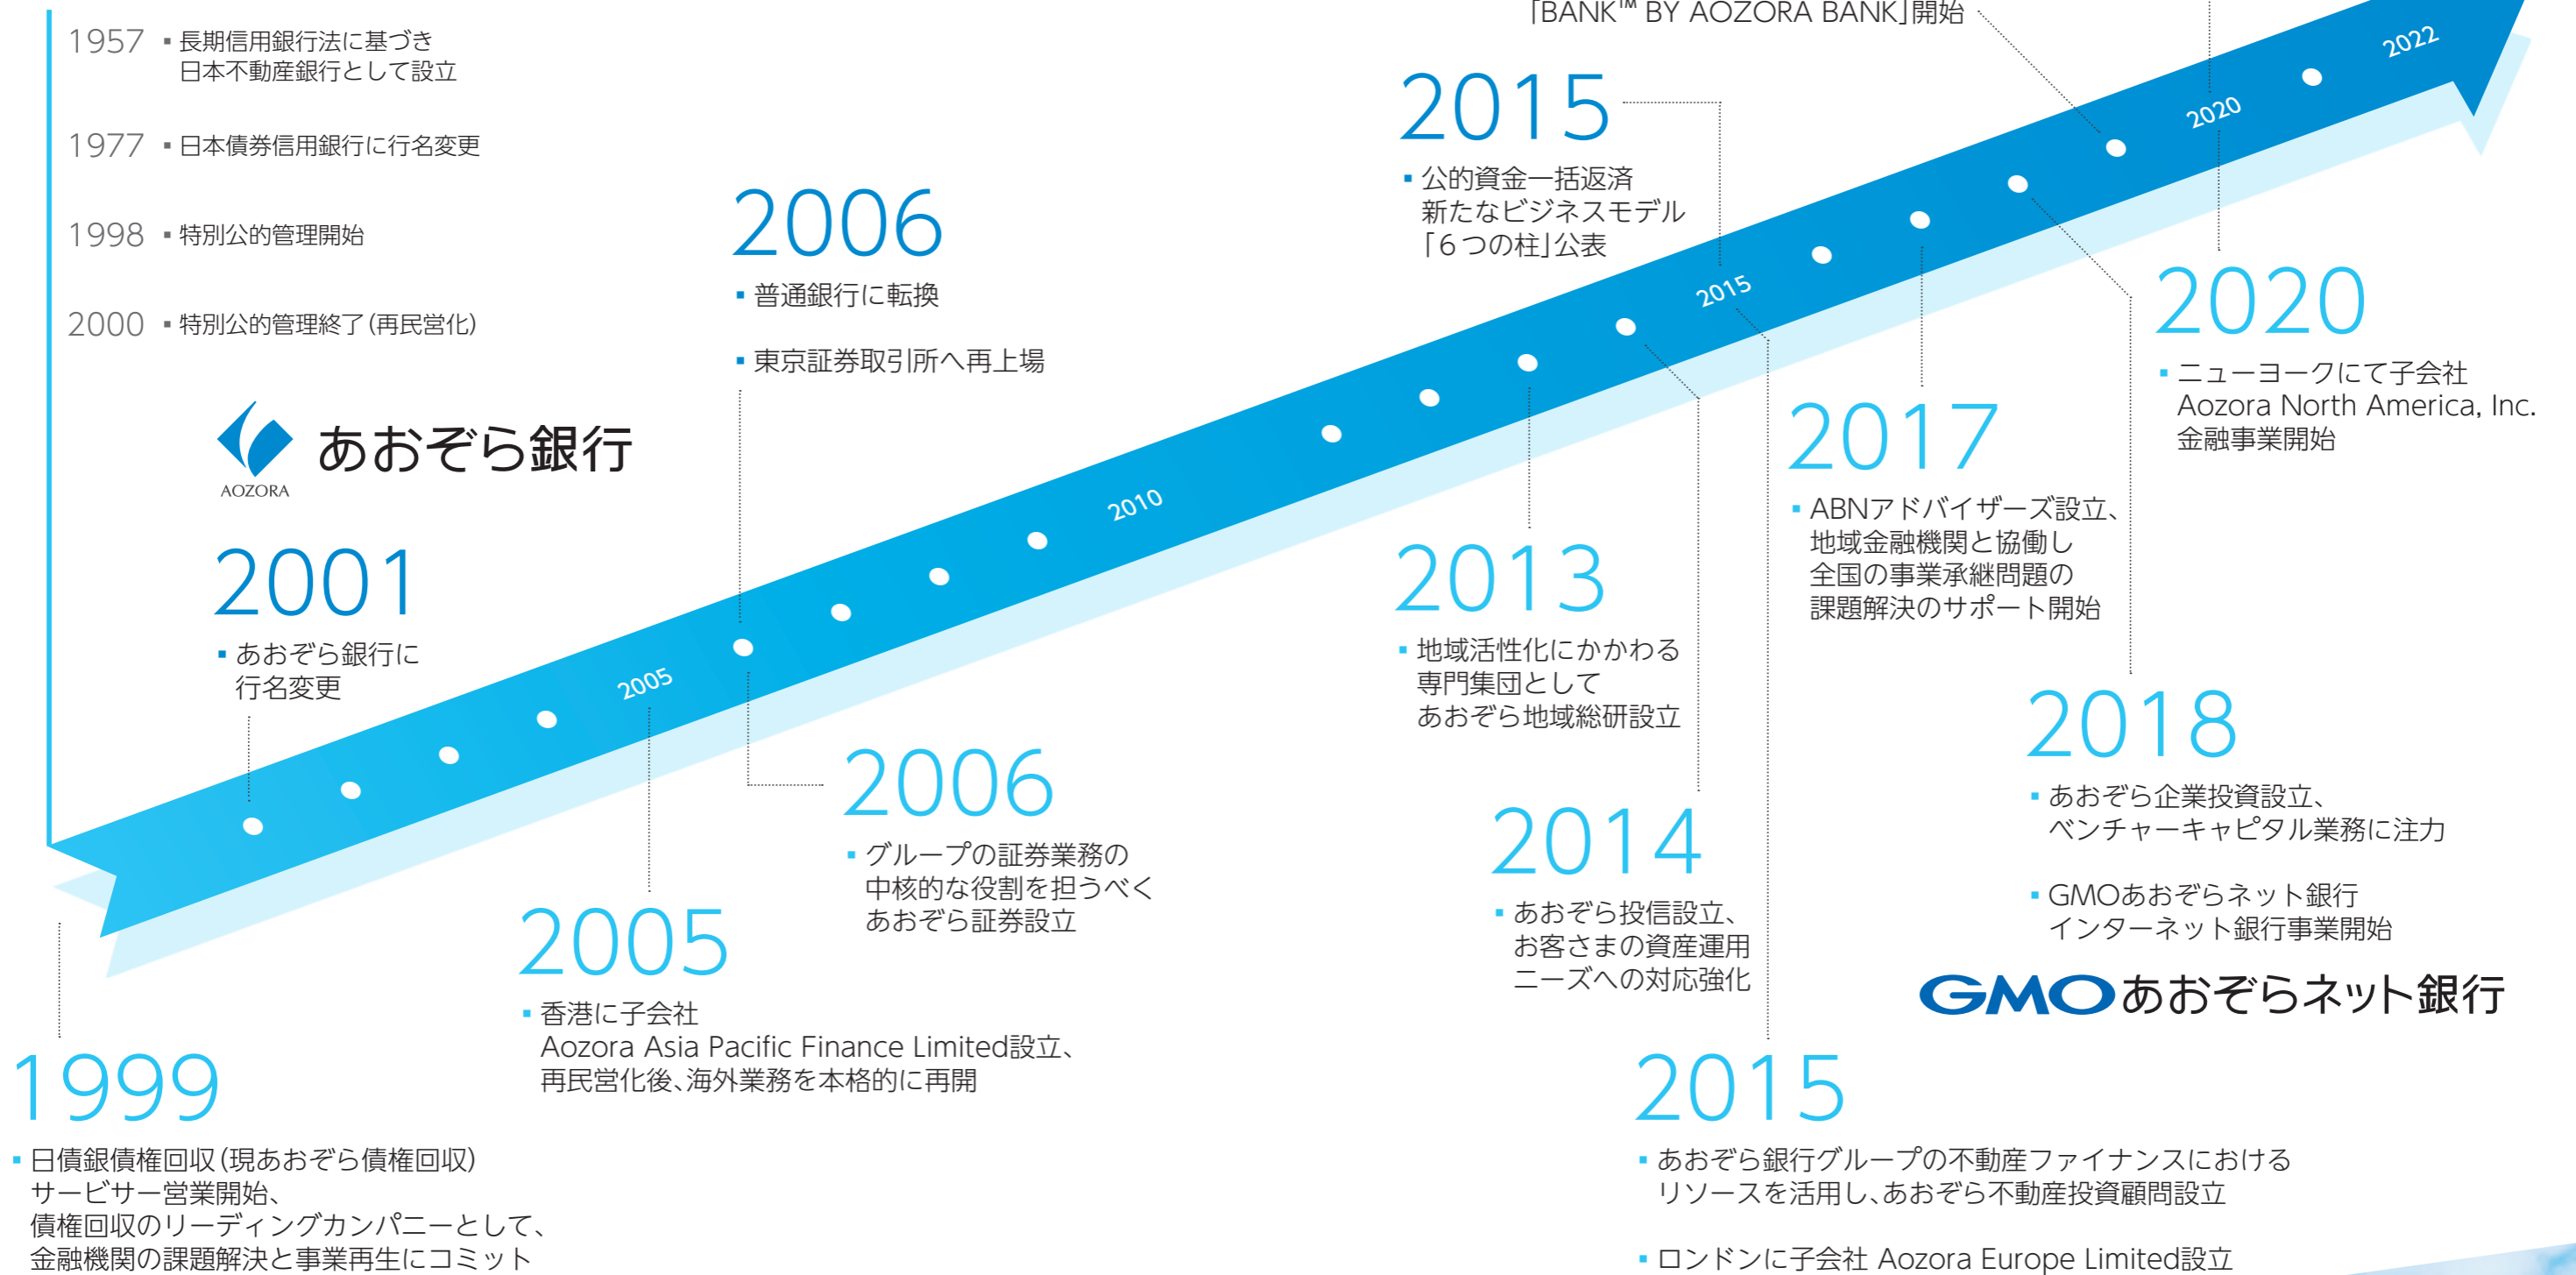 1957 ▪ 長期信用銀行法に基づき
日本不動産銀行として設立
1977 ▪ 日本債券信用銀行に行名変更
1998 ▪ 特別公的管理開始
2000 ▪ 特別公的管理終了(再民営化)
AOZORA
あおぞら銀行
2001
▪ あおぞら銀行に
行名変更
2006
▪ 普通銀行に転換
▪ 東京証券取引所へ再上場
「BANK™ BY AOZORA BANK」開始
2015
▪ 公的資金一括返済
新たなビジネスモデル
「6つの柱」公表
2005
2010
2015
2020
2022
1999
▪ 日債銀債権回収(現あおぞら債権回収)
サービサー営業開始、
債権回収のリーディングカンパニーとして、
金融機関の課題解決と事業再生にコミット
2005
▪ 香港に子会社
Aozora Asia Pacific Finance Limited設立、
再民営化後、海外業務を本格的に再開
2006
▪ グループの証券業務の
中核的な役割を担うべく
あおぞら証券設立
2013
▪ 地域活性化にかかわる
専門集団として
あおぞら地域総研設立
2014
▪ あおぞら投信設立、
お客さまの資産運用
ニーズへの対応強化
2015
▪ あおぞら銀行グループの不動産ファイナンスにおける
リソースを活用し、あおぞら不動産投資顧問設立
▪ ロンドンに子会社 Aozora Europe Limited設立
2017
▪ ABNアドバイザーズ設立、
地域金融機関と協働し
全国の事業承継問題の
課題解決のサポート開始
2018
▪ あおぞら企業投資設立、
ベンチャーキャピタル業務に注力
▪ GMOあおぞらネット銀行
インターネット銀行事業開始
GMOあおぞらネット銀行
2020
▪ ニューヨークにて子会社
Aozora North America, Inc.
金融事業開始